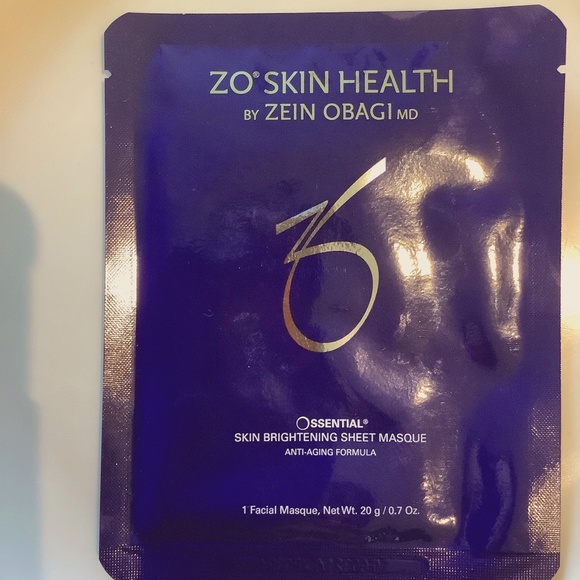 ZO® SKIN HEALTH
BY ZEIN OBAGI MD
OSSENTIAL®
SKIN BRIGHTENING SHEET MASQUE
ANTI-AGING FORMULA
1 Facial Masque, Net Wt. 20 g / 0.7 Oz.